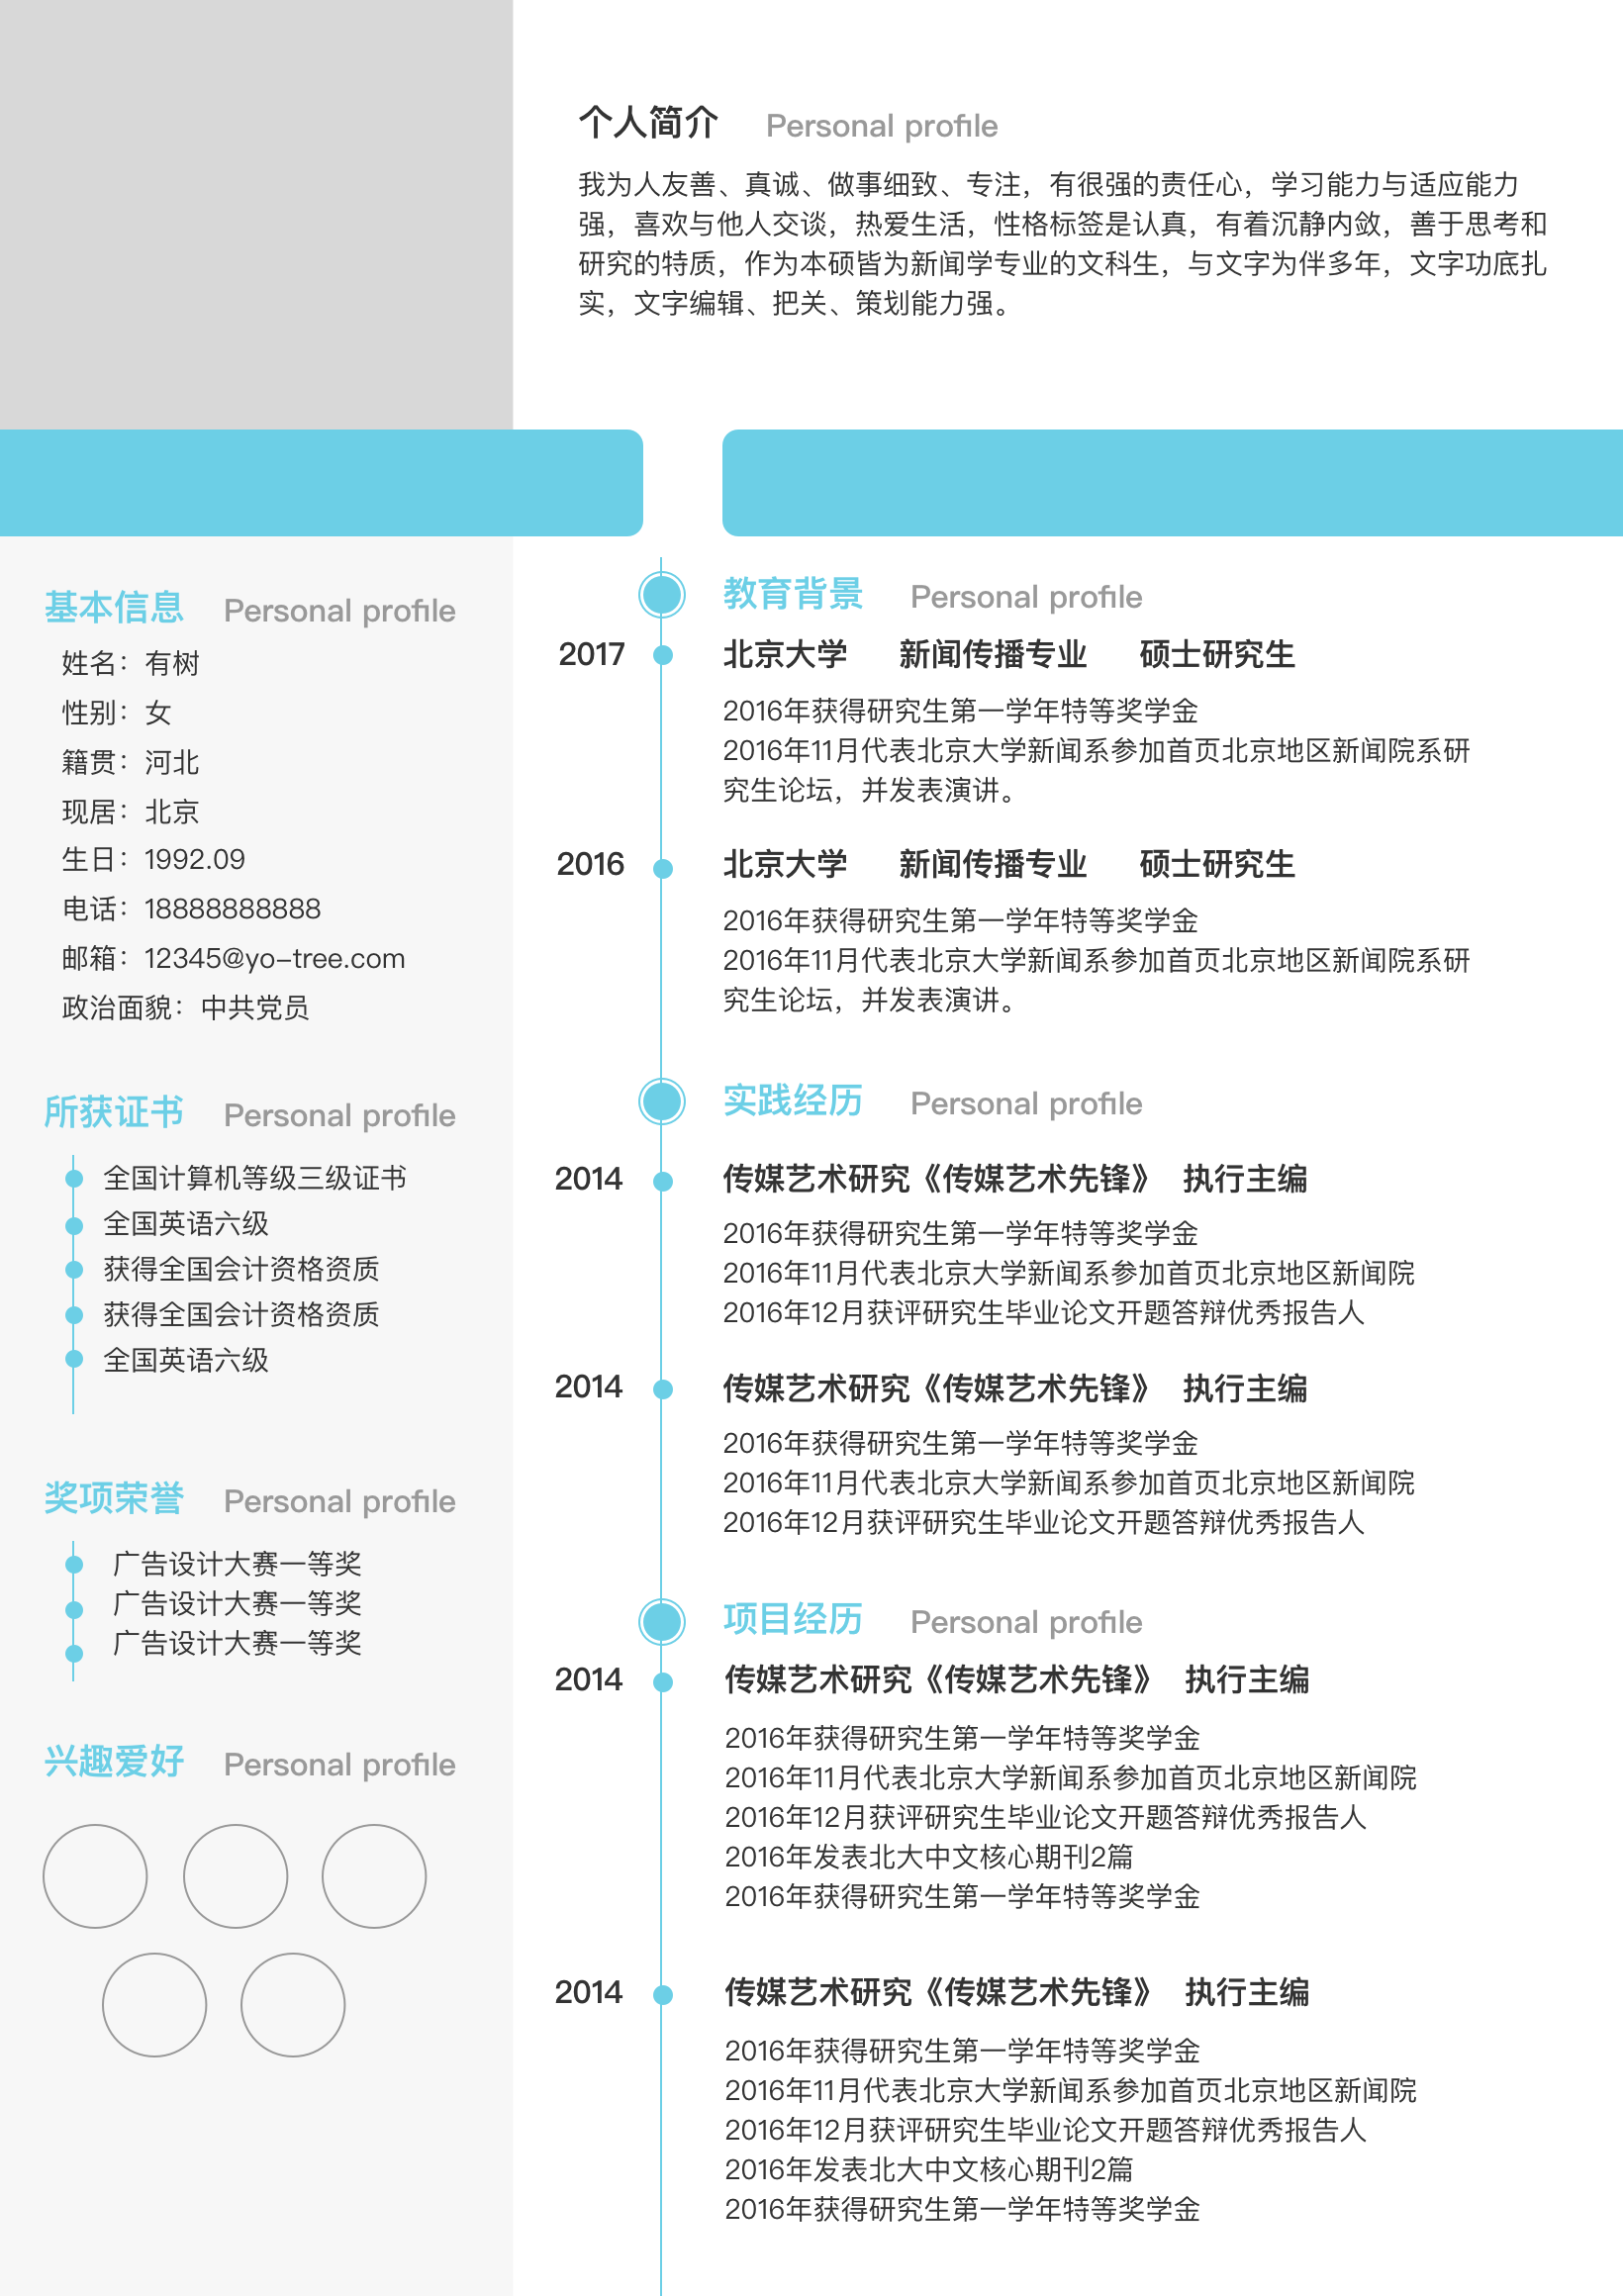 个人简介 Personal profile
我为人友善、真诚、做事细致、专注，有很强的责任心，学习能力与适应能力
强，喜欢与他人交谈，热爱生活，性格标签是认真，有着沉静内敛，善于思考和
研究的特质，作为本硕皆为新闻学专业的文科生，与文字为伴多年，文字功底扎
实，文字编辑、把关、策划能力强。
基本信息 Personal profile
姓名：有树
性别：女
籍贯：河北
现居：北京
生日：1992.09
电话：18888888888
邮箱：12345@yo-tree.com
政治面貌：中共党员
所获证书 Personal profile
全国计算机等级三级证书
全国英语六级
获得全国会计资格资质
获得全国会计资格资质
全国英语六级
奖项荣誉 Personal profile
广告设计大赛一等奖
广告设计大赛一等奖
广告设计大赛一等奖
兴趣爱好 Personal profile
教育背景 Personal profile
2017 北京大学 新闻传播专业 硕士研究生
2016年获得研究生第一学年特等奖学金
2016年11月代表北京大学新闻系参加首页北京地区新闻院系研
究生论坛，并发表演讲。
2016 北京大学 新闻传播专业 硕士研究生
2016年获得研究生第一学年特等奖学金
2016年11月代表北京大学新闻系参加首页北京地区新闻院系研
究生论坛，并发表演讲。
实践经历 Personal profile
2014 传媒艺术研究《传媒艺术先锋》 执行主编
2016年获得研究生第一学年特等奖学金
2016年11月代表北京大学新闻系参加首页北京地区新闻院
2016年12月获评研究生毕业论文开题答辩优秀报告人
2014 传媒艺术研究《传媒艺术先锋》 执行主编
2016年获得研究生第一学年特等奖学金
2016年11月代表北京大学新闻系参加首页北京地区新闻院
2016年12月获评研究生毕业论文开题答辩优秀报告人
项目经历 Personal profile
2014 传媒艺术研究《传媒艺术先锋》 执行主编
2016年获得研究生第一学年特等奖学金
2016年11月代表北京大学新闻系参加首页北京地区新闻院
2016年12月获评研究生毕业论文开题答辩优秀报告人
2016年发表北大中文核心期刊2篇
2016年获得研究生第一学年特等奖学金
2014 传媒艺术研究《传媒艺术先锋》 执行主编
2016年获得研究生第一学年特等奖学金
2016年11月代表北京大学新闻系参加首页北京地区新闻院
2016年12月获评研究生毕业论文开题答辩优秀报告人
2016年发表北大中文核心期刊2篇
2016年获得研究生第一学年特等奖学金